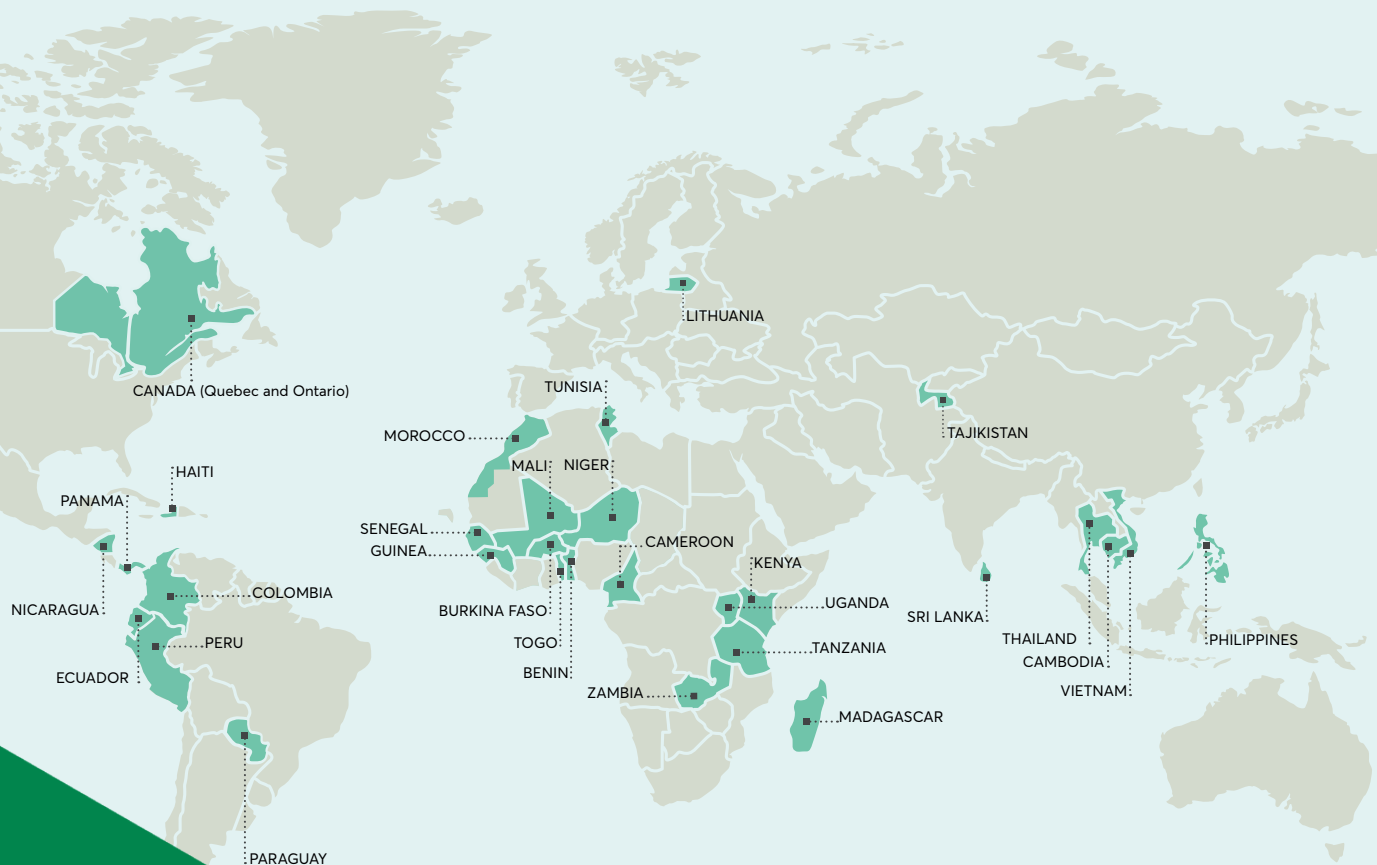 LITHUANIA
TUNISIA
CANADA (Quebec and Ontario)
MOROCCO
TAJIKISTAN
MALI
NIGER
HAITI
PANAMA
SENEGAL
CAMEROON
GUINEA
KENYA
COLOMBIA
UGANDA
NICARAGUA
BURKINA FASO
SRI LANKA
THAILAND
PHILIPPINES
PERU
TOGO
TANZANIA
CAMBODIA
ECUADOR
BENIN
VIETNAM
ZAMBIA
MADAGASCAR
PARAGUAY